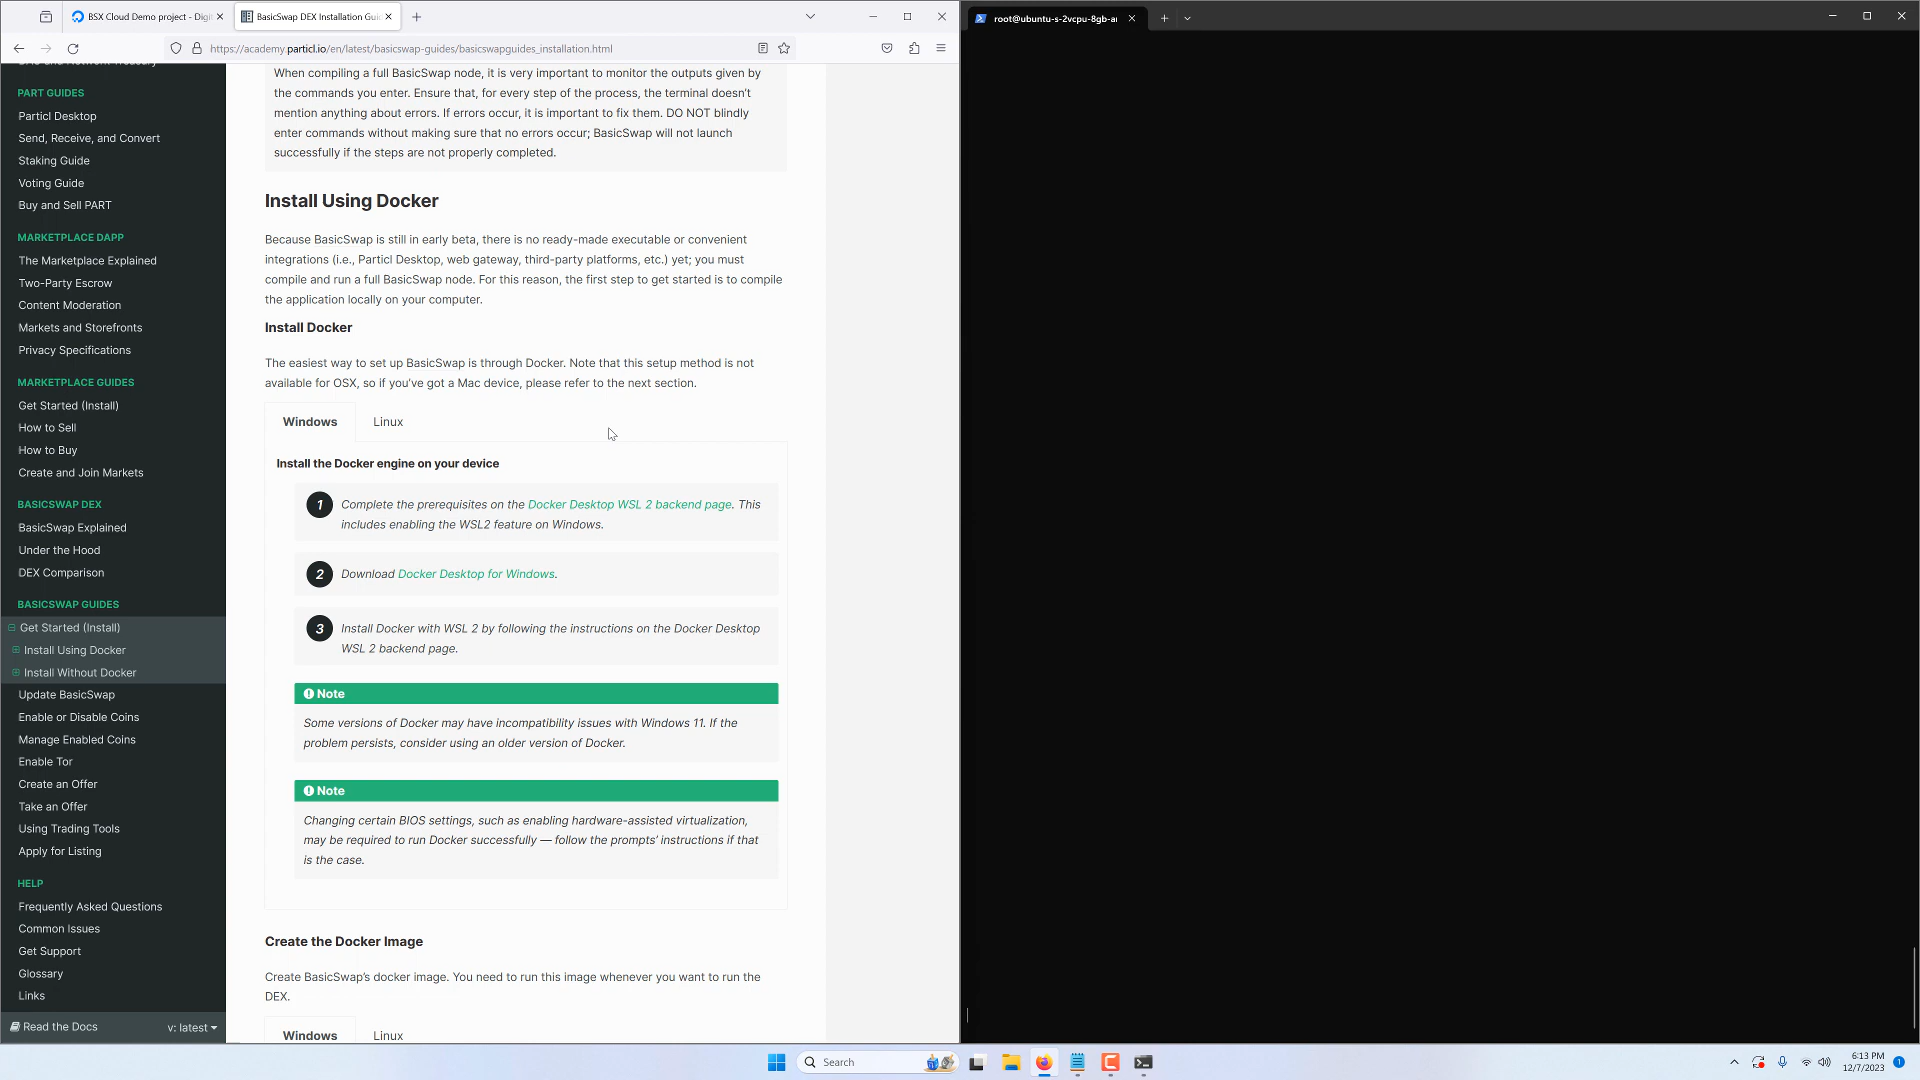 BSX Cloud Demo project - Digit
BasicSwap DEX Installation Gui
root@ubuntu-s-2vcpu-8gb-a
https://academy.particl.io/en/latest/basicswap-guides/basicswapguides_installation.html
PART GUIDES
Particl Desktop
Send, Receive, and Convert
Staking Guide
Voting Guide
Buy and Sell PART
MARKETPLACE DAPP
The Marketplace Explained
Two-Party Escrow
Content Moderation
Markets and Storefronts
Privacy Specifications
MARKETPLACE GUIDES
Get Started (Install)
How to Sell
How to Buy
Create and Join Markets
BASICSWAP DEX
BasicSwap Explained
Under the Hood
DEX Comparison
BASICSWAP GUIDES
Get Started (Install)
Install Using Docker
Install Without Docker
Update BasicSwap
Enable or Disable Coins
Manage Enabled Coins
Enable Tor
Create an Offer
Take an Offer
Using Trading Tools
Apply for Listing
HELP
Frequently Asked Questions
Common Issues
Get Support
Glossary
Links
Read the Docs
v: latest
When compiling a full BasicSwap node, it is very important to monitor the outputs given by
the commands you enter. Ensure that, for every step of the process, the terminal doesn't
mention anything about errors. If errors occur, it is important to fix them. DO NOT blindly
enter commands without making sure that no errors occur; BasicSwap will not launch
successfully if the steps are not properly completed.
Install Using Docker
Because BasicSwap is still in early beta, there is no ready-made executable or convenient
integrations (i.e., Particl Desktop, web gateway, third-party platforms, etc.) yet; you must
compile and run a full BasicSwap node. For this reason, the first step to get started is to compile
the application locally on your computer.
Install Docker
The easiest way to set up BasicSwap is through Docker. Note that this setup method is not
available for OSX, so if you've got a Mac device, please refer to the next section.
Windows Linux
Install the Docker engine on your device
1 Complete the prerequisites on the Docker Desktop WSL 2 backend page. This
includes enabling the WSL2 feature on Windows.
2 Download Docker Desktop for Windows.
3 Install Docker with WSL 2 by following the instructions on the Docker Desktop
WSL 2 backend page.
Note
Some versions of Docker may have incompatibility issues with Windows 11. If the
problem persists, consider using an older version of Docker.
Note
Changing certain BIOS settings, such as enabling hardware-assisted virtualization,
may be required to run Docker successfully — follow the prompts' instructions if that
is the case.
Create the Docker Image
Create BasicSwap's docker image. You need to run this image whenever you want to run the
DEX.
Windows Linux
Search
6:13 PM
12/7/2023
1